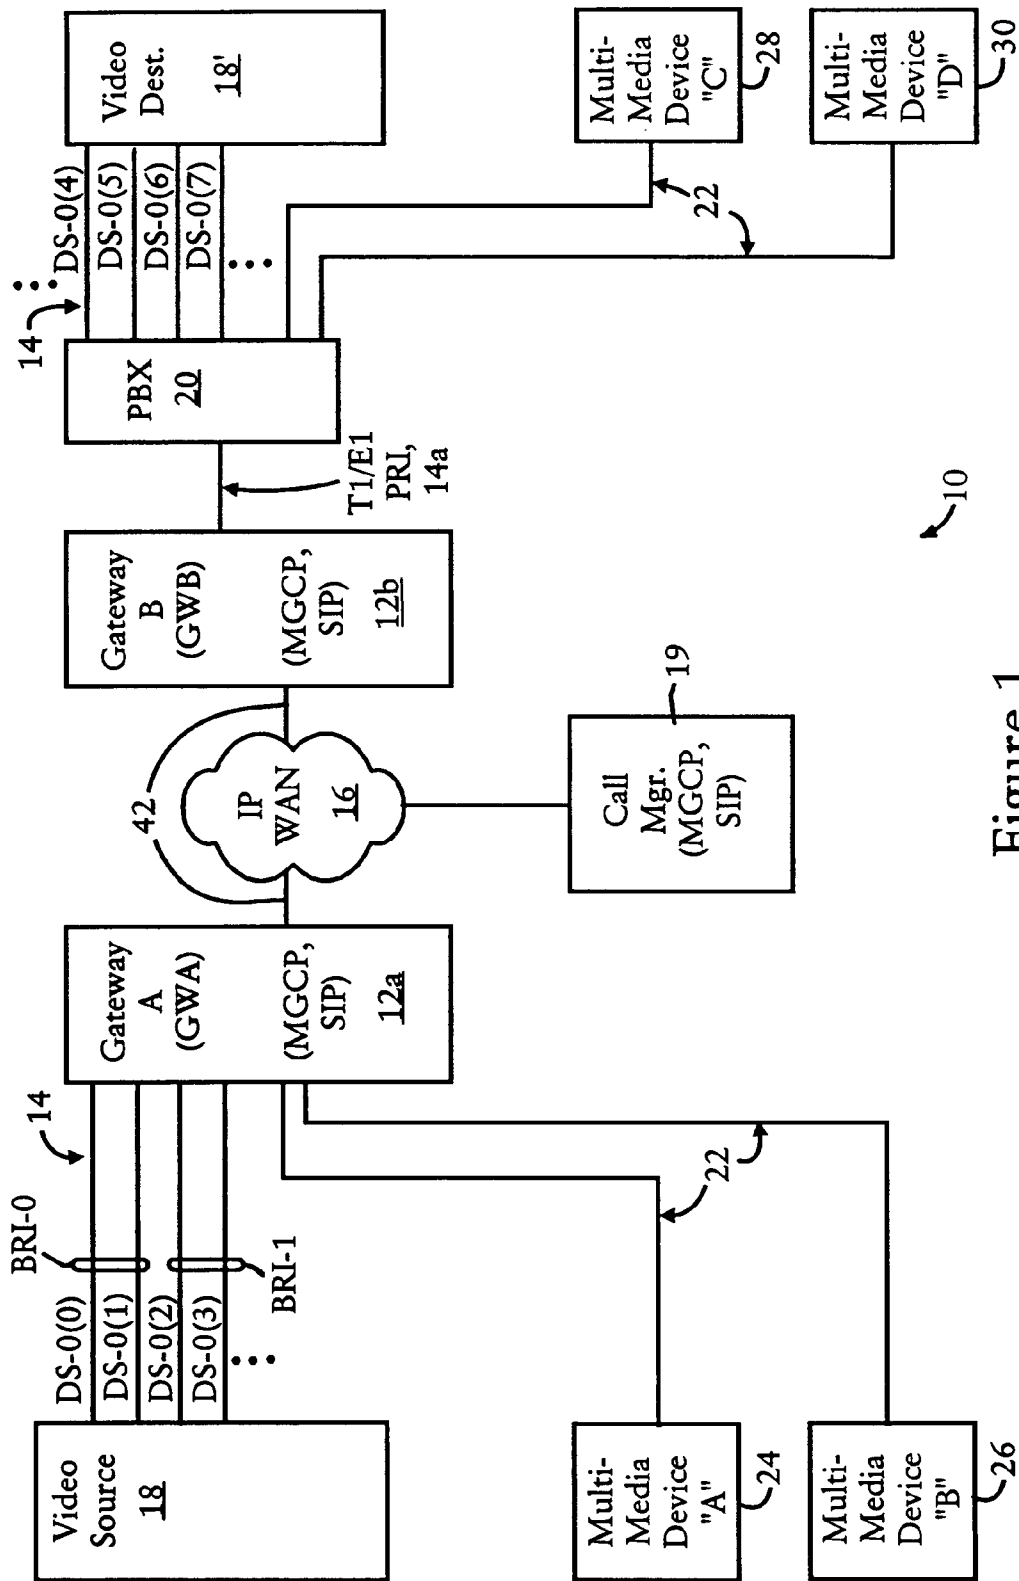 Video
Source
18
DS-0(0)
DS-0(1)
DS-0(2)
DS-0(3)
BRI-0
BRI-1
14
Gateway
A
(GWA)
(MGCP,
SIP)
12a
42
IP
WAN
16
Gateway
B
(GWB)
(MGCP,
SIP)
12b
T1/E1
PRI,
14a
PBX
20
14
DS-0(4)
DS-0(5)
DS-0(6)
DS-0(7)
Video
Dest.
18'
Multi-
Media
Device
"A"
24
Multi-
Media
Device
"B"
26
22
Call
Mgr.
(MGCP,
SIP)
19
22
Multi-
Media
Device
"C"
28
Multi-
Media
Device
"D"
30
10
Figure 1